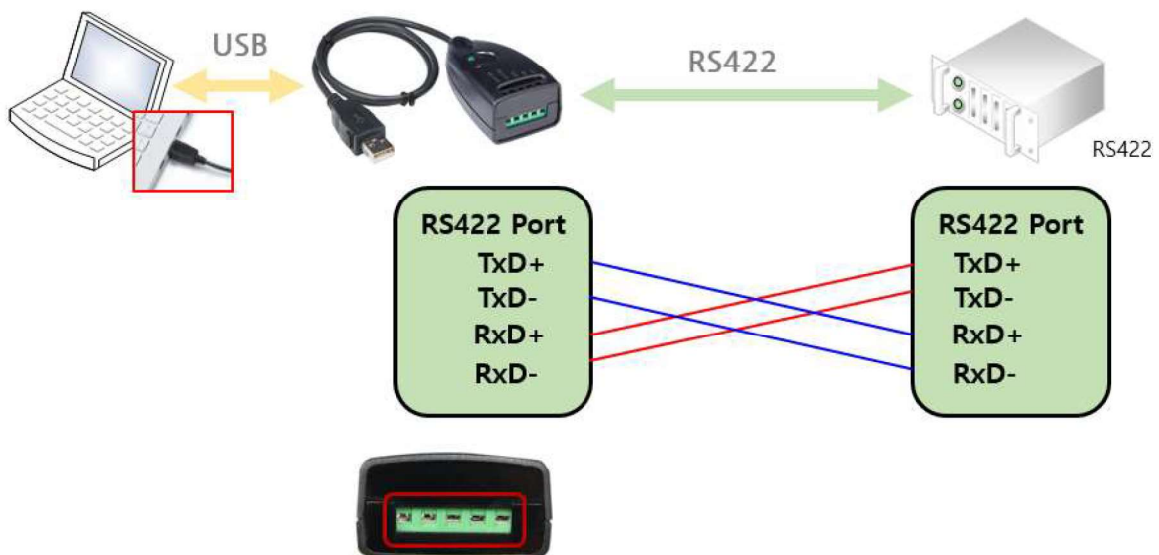 USB
RS422
RS422
RS422 Port
TxD+
TxD-
RxD+
RxD-
RS422 Port
TxD+
TxD-
RxD+
RxD-